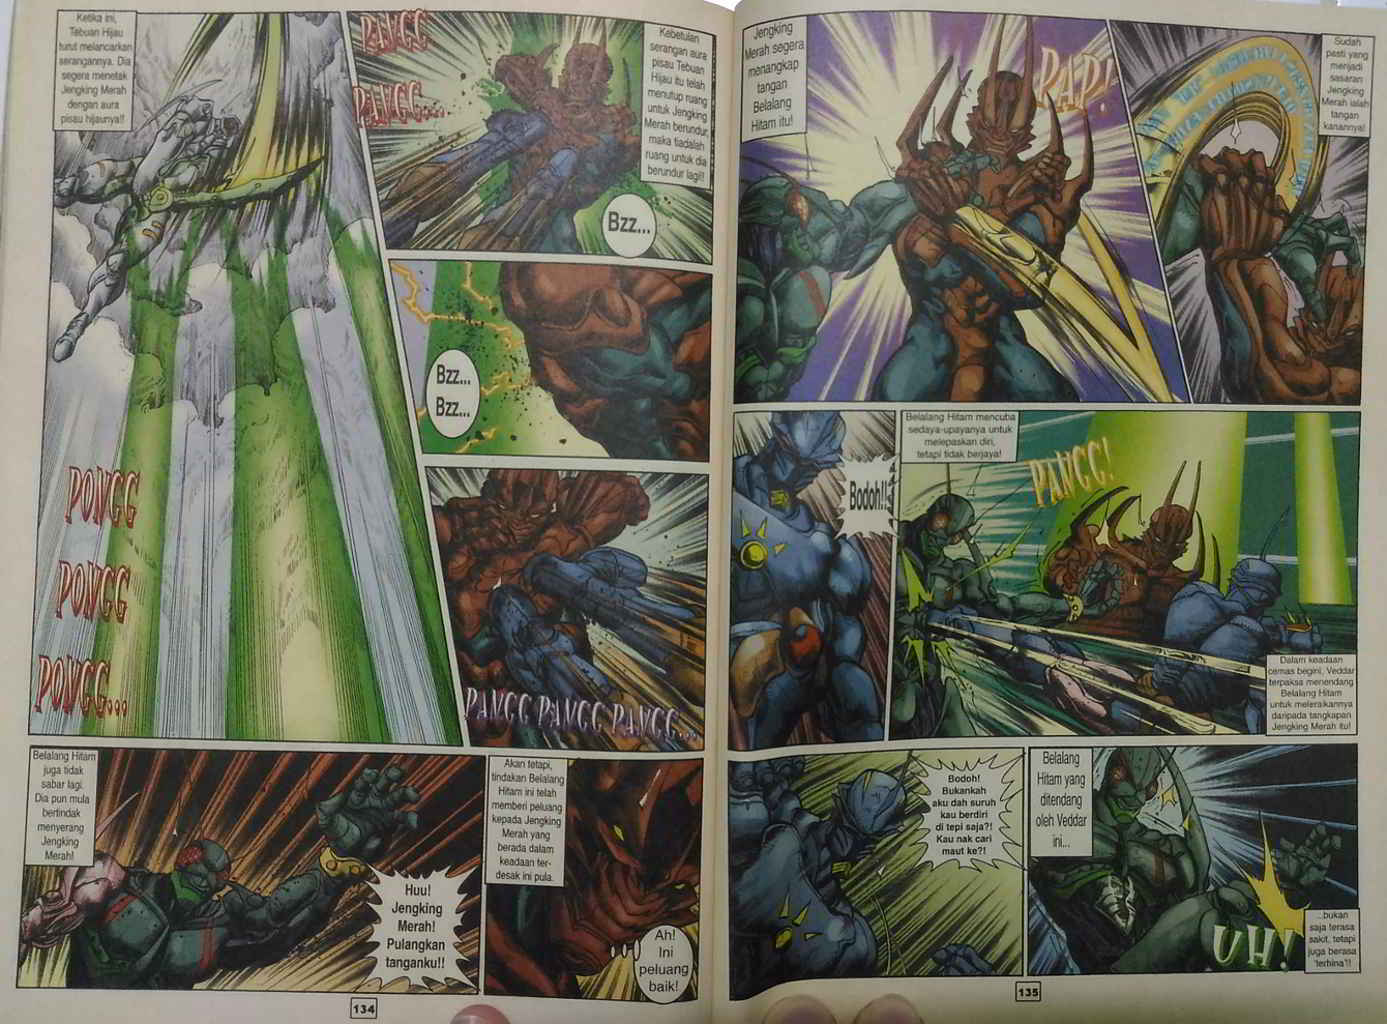 Ketika ini,
Tebuan Hijau
turut melancarkan
serangannya. Dia
segera menetak
Jengking Merah
dengan aura
pisau hijaunya!!
PANGG
PANGG...
Kebetulan
serangan aura
pisau Tebuan
Hijau itu telah
menutup ruang
untuk Jengking
Merah berundur,
maka tiadalah
ruang untuk dia
berundur lagi!!
Bzz...
Bzz...
Bzz...
PONGG
PONGG
PONGG...
PANGG PANGG PANGG...
Belalang Hitam
juga tidak
sabar lagi.
Dia pun mula
bertindak
menyerang
Jengking
Merah!
Huu!
Jengking
Merah!
Pulangkan
tanganku!!
Akan tetapi,
tindakan Belalang
Hitam ini telah
memberi peluang
kepada Jengking
Merah yang
berada dalam
keadaan ter-
desak ini pula.
Ah!
Ini
peluang
baik!
134
Jengking
Merah segera
menangkap
tangan
Belalang
Hitam itu!
PAP!
Sudah
pasti yang
menjadi
sasaran
Jengking
Merah ialah
tangan
kanannya!
Bodoh!!
Belalang Hitam mencuba
sedaya-upayanya untuk
melepaskan diri,
tetapi tidak berjaya!
PANGG!
Dalam keadaan
cemas begini, Veddar
terpaksa menendang
Belalang Hitam
untuk meleraikannya
daripada tangkapan
Jengking Merah itu!
Bodoh!
Bukankah
aku dah suruh
kau berdiri
di tepi saja?!
Kau nak cari
maut ke?!
Belalang
Hitam yang
ditendang
oleh Veddar
ini...
UH!
...bukan
saja terasa
sakit, tetapi
juga berasa
'terhina'!!
135